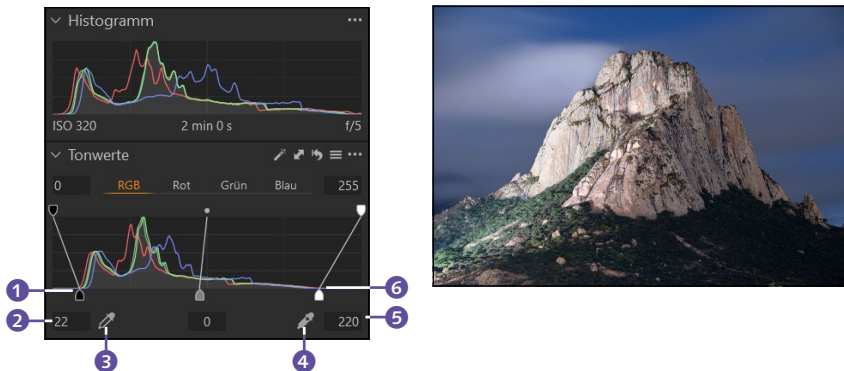 Histogramm
ISO 320 2 min 0 s f/5
Tonwerte
0 RGB Rot Grün Blau 255
1 6
2 22 0 220 5
3 4